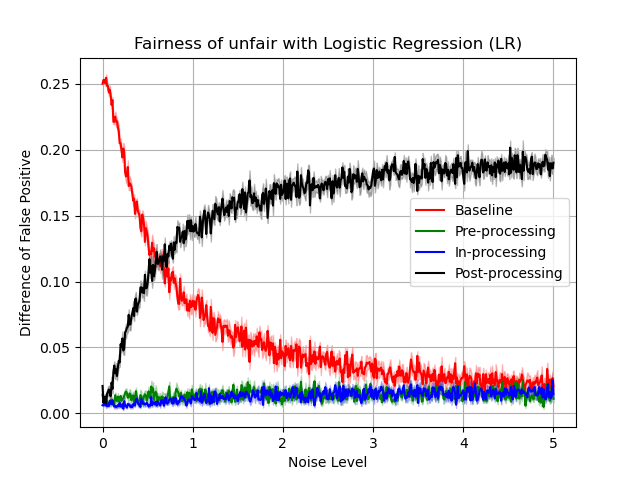 Fairness of unfair with Logistic Regression (LR)
0.25
0.20
0.15
0.10
0.05
0.00
Difference of False Positive
Baseline
Pre-processing
In-processing
Post-processing
0 1 2 3 4 5
Noise Level